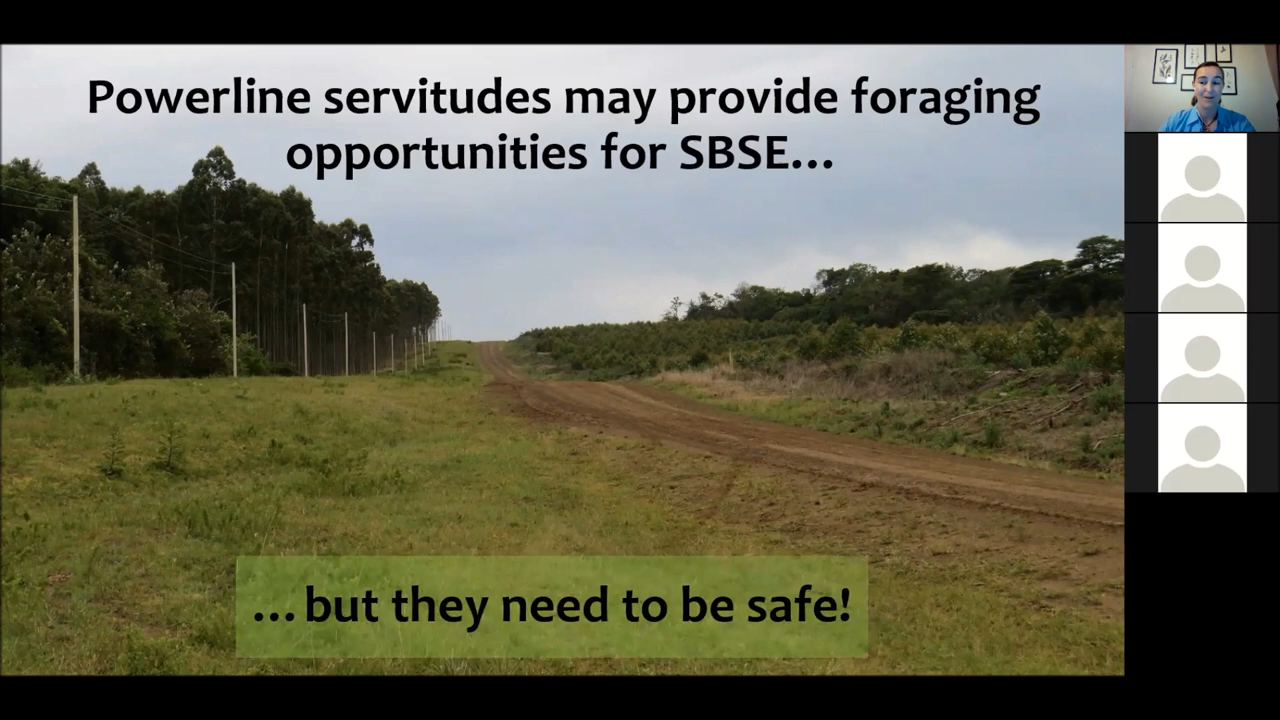 Powerline servitudes may provide foraging
opportunities for SBSE…
…but they need to be safe!